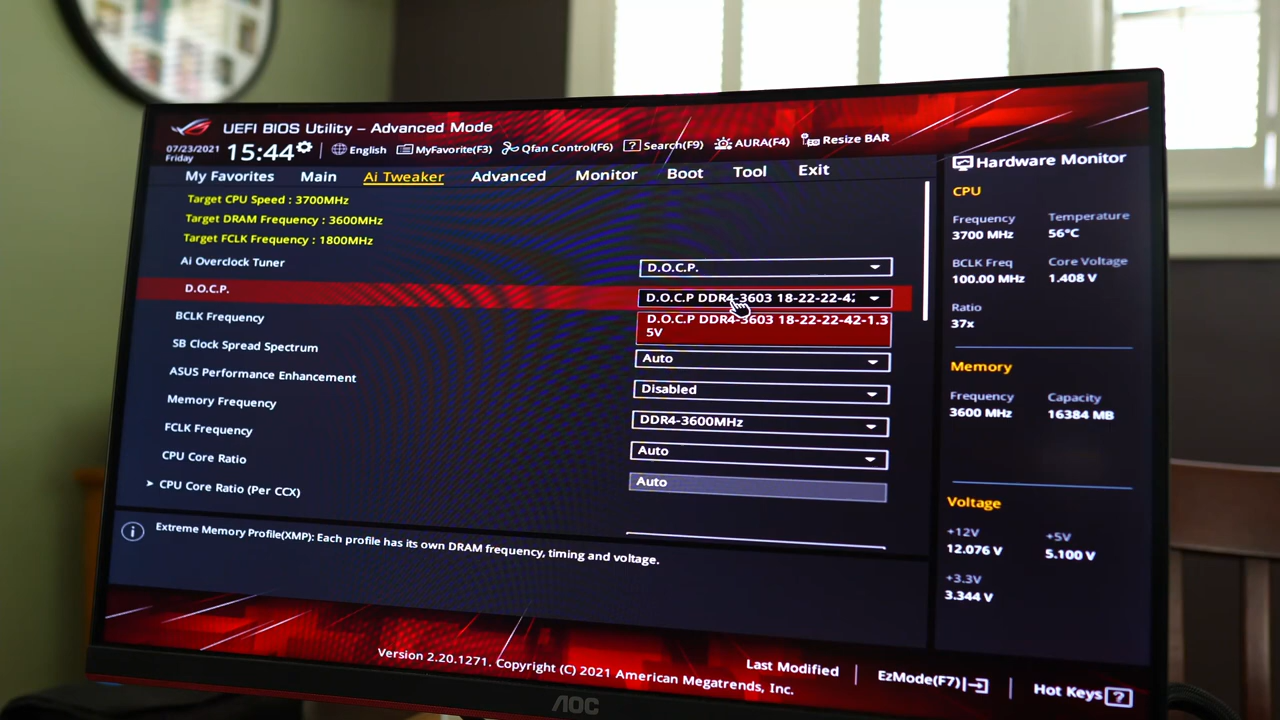 UEFI BIOS Utility – Advanced Mode
07/23/2021
Friday
15:44
English
MyFavorite(F3)
Qfan Control(F6)
Search(F9)
AURA(F4)
Resize BAR
My Favorites
Main
Ai Tweaker
Advanced
Monitor
Boot
Tool
Exit
Target CPU Speed : 3700MHz
Target DRAM Frequency : 3600MHz
Target FCLK Frequency : 1800MHz
Ai Overclock Tuner
D.O.C.P.
D.O.C.P.
D.O.C.P DDR4-3603 18-22-22-4
D.O.C.P DDR4-3603 18-22-22-42-1.3
5V
BCLK Frequency
SB Clock Spread Spectrum
Auto
ASUS Performance Enhancement
Disabled
Memory Frequency
DDR4-3600MHz
FCLK Frequency
Auto
CPU Core Ratio
Auto
CPU Core Ratio (Per CCX)
Extreme Memory Profile(XMP): Each profile has its own DRAM frequency, timing and voltage.
Hardware Monitor
CPU
Frequency
Temperature
3700 MHz
56°C
BCLK Freq
Core Voltage
100.00 MHz
1.408 V
Ratio
37x
Memory
Frequency
Capacity
3600 MHz
16384 MB
Voltage
+12V
+5V
12.076 V
5.100 V
+3.3V
3.344 V
Version 2.20.1271. Copyright (C) 2021 American Megatrends, Inc.
Last Modified
EzMode(F7)
Hot Keys ?
AOC